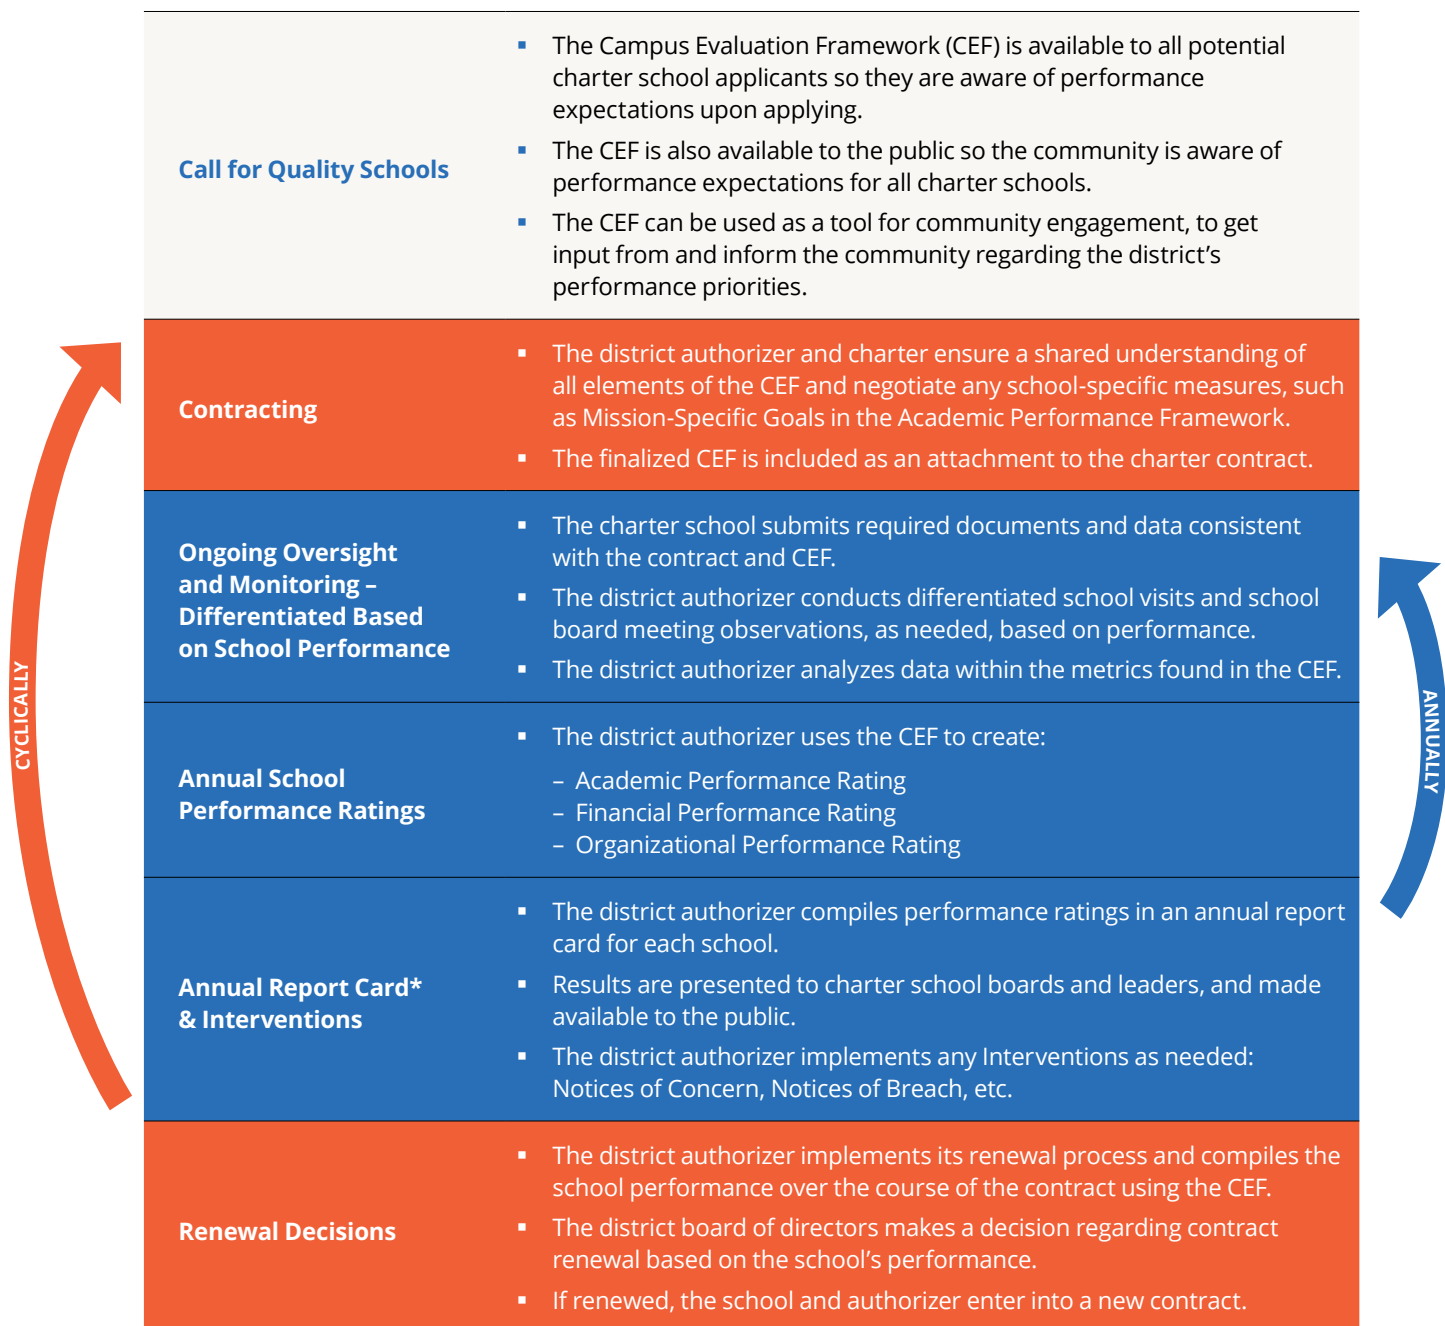 Call for Quality Schools
▪ The Campus Evaluation Framework (CEF) is available to all potential
charter school applicants so they are aware of performance
expectations upon applying.
▪ The CEF is also available to the public so the community is aware of
performance expectations for all charter schools.
▪ The CEF can be used as a tool for community engagement, to get
input from and inform the community regarding the district’s
performance priorities.
Contracting
▪ The district authorizer and charter ensure a shared understanding of
all elements of the CEF and negotiate any school-specific measures, such
as Mission-Specific Goals in the Academic Performance Framework.
▪ The finalized CEF is included as an attachment to the charter contract.
Ongoing Oversight
and Monitoring –
Differentiated Based
on School Performance
▪ The charter school submits required documents and data consistent
with the contract and CEF.
▪ The district authorizer conducts differentiated school visits and school
board meeting observations, as needed, based on performance.
▪ The district authorizer analyzes data within the metrics found in the CEF.
Annual School
Performance Ratings
▪ The district authorizer uses the CEF to create:
– Academic Performance Rating
– Financial Performance Rating
– Organizational Performance Rating
Annual Report Card*
& Interventions
▪ The district authorizer compiles performance ratings in an annual report
card for each school.
▪ Results are presented to charter school boards and leaders, and made
available to the public.
▪ The district authorizer implements any Interventions as needed:
Notices of Concern, Notices of Breach, etc.
Renewal Decisions
▪ The district authorizer implements its renewal process and compiles the
school performance over the course of the contract using the CEF.
▪ The district board of directors makes a decision regarding contract
renewal based on the school’s performance.
▪ If renewed, the school and authorizer enter into a new contract.
CYCLICALLY
ANNUALLY